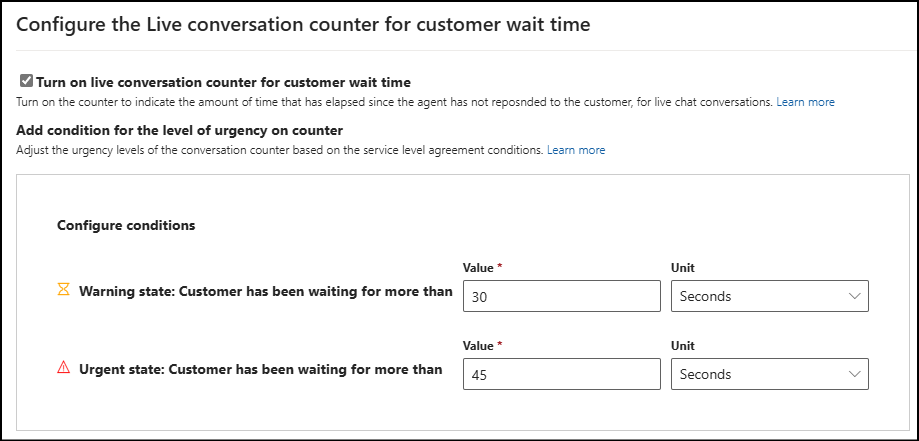 Configure the Live conversation counter for customer wait time
Turn on live conversation counter for customer wait time
Turn on the counter to indicate the amount of time that has elapsed since the agent has not reposnded to the customer, for live chat conversations. Learn more
Add condition for the level of urgency on counter
Adjust the urgency levels of the conversation counter based on the service level agreement conditions. Learn more
Configure conditions
Value * Unit
Warning state: Customer has been waiting for more than 30 Seconds
Value * Unit
Urgent state: Customer has been waiting for more than 45 Seconds